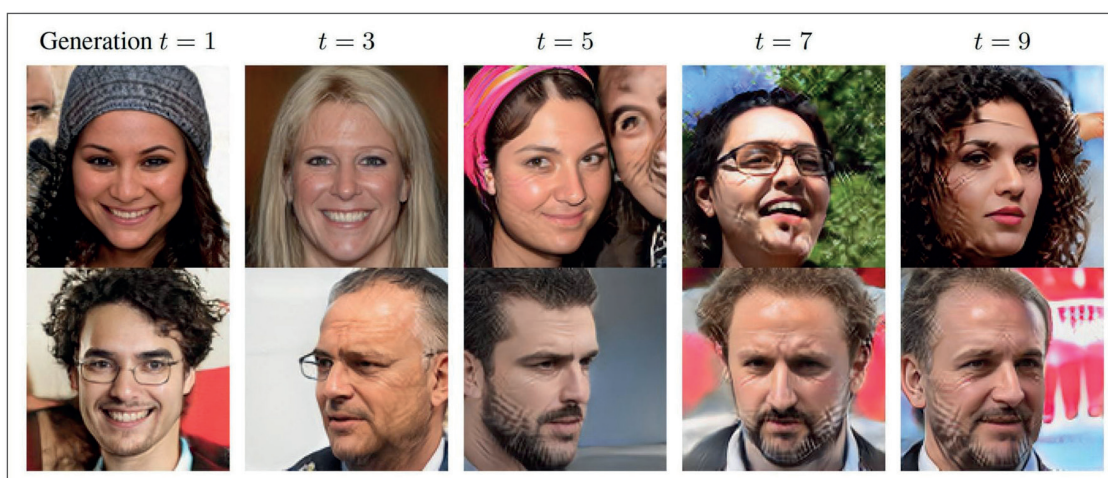 Generation t = 1 t = 3 t = 5 t = 7 t = 9